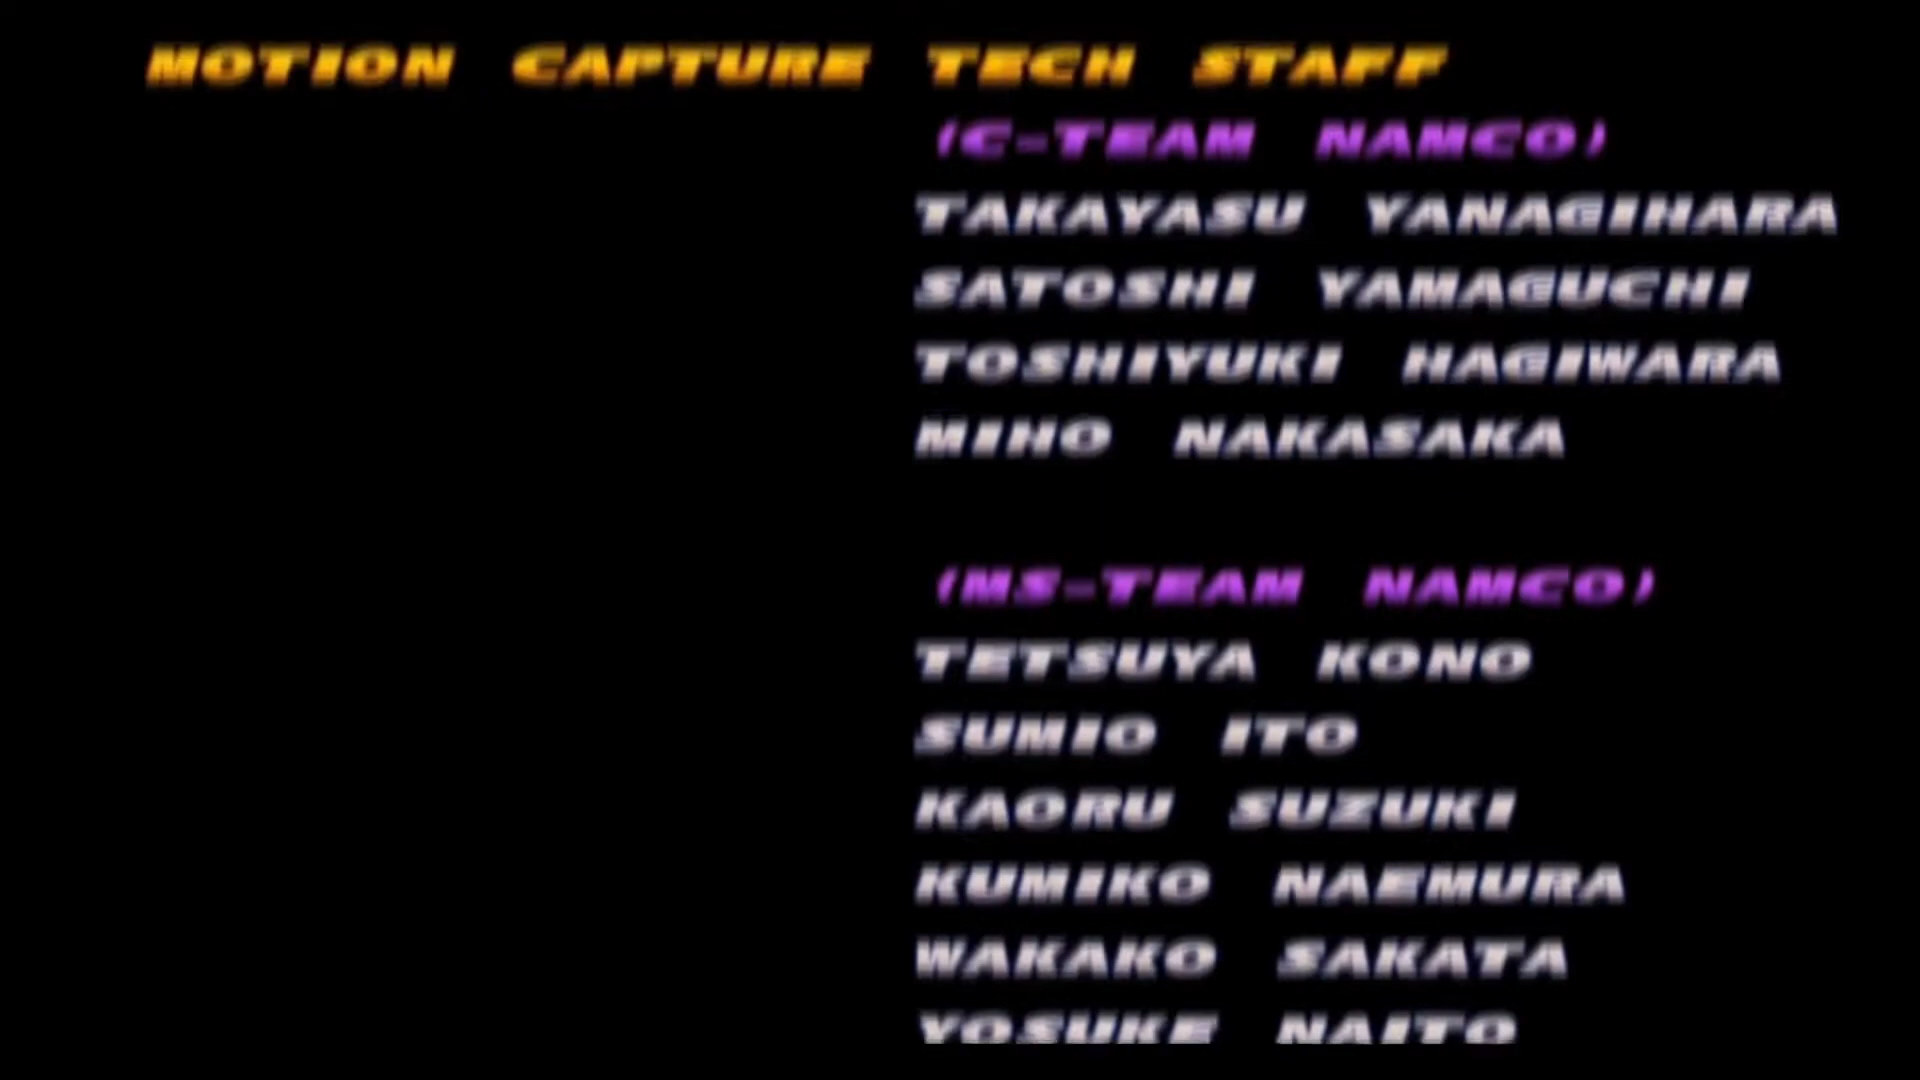 MOTION CAPTURE TECH STAFF
(C-TEAM NAMCO)
TAKAYASU YANAGIHARA
SATOSHI YAMAGUCHI
TOSHIYUKI HAGIWARA
MIHO NAKASAKA
(MS-TEAM NAMCO)
TETSUYA KONO
SUMIO ITO
KAORU SUZUKI
KUMIKO NAEMURA
WAKAKO SAKATA
YOSUKE NAITO